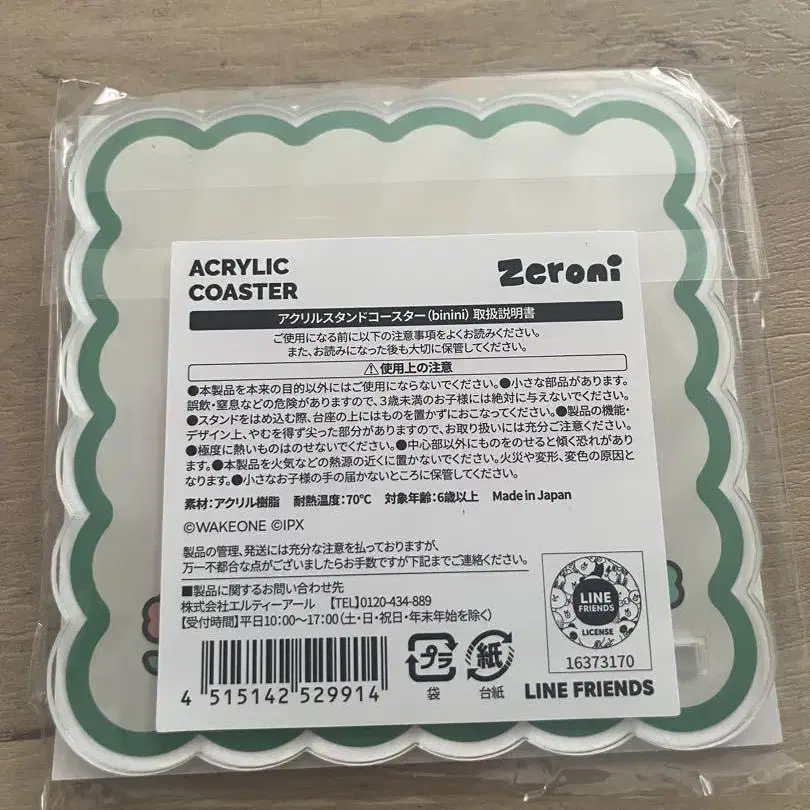 ACRYLIC
COASTER
Zeroni
アクリルスタンドコースター（binini）取扱説明書
ご使用になる前に以下の注意事項をよくお読みください。
また、お読みになった後も大切に保管してください。
⚠使用上の注意
●本製品を本来の目的以外にはご使用にならないでください。●小さな部品があります。
誤飲・窒息などの危険がありますので、3歳未満のお子様には絶対に与えないでください。
●スタンドをはめ込む際、台座の上にはものを置かずにおこなってください。●製品の機能・
デザイン上、やむを得ず尖った部分がありますので、お取り扱いには充分ご注意ください。
●極度に熱いものはのせないでください。●中心部以外にものをのせると傾く恐れがあり
ます。●本製品を火気などの熱源の近くに置かないでください。火災や変形、変色の原因と
なります。●小さなお子様の手の届かないところに保管してください。
素材：アクリル樹脂 耐熱温度：70℃ 対象年齢：6歳以上 Made in Japan
©WAKEONE ©IPX
製品の管理、発送には充分な注意を払っておりますが、
万一不都合な点がございましたらお手数ですが下記までご連絡ください。
■製品に関するお問い合わせ先
株式会社エルティーアール 【TEL】0120-434-889
【受付時間】平日10：00～17：00（土・日・祝日・年末年始を除く）
4 515142 529914
プラ
袋
紙
台紙
LINE
FRIENDS
LICENSE
16373170
LINE FRIENDS